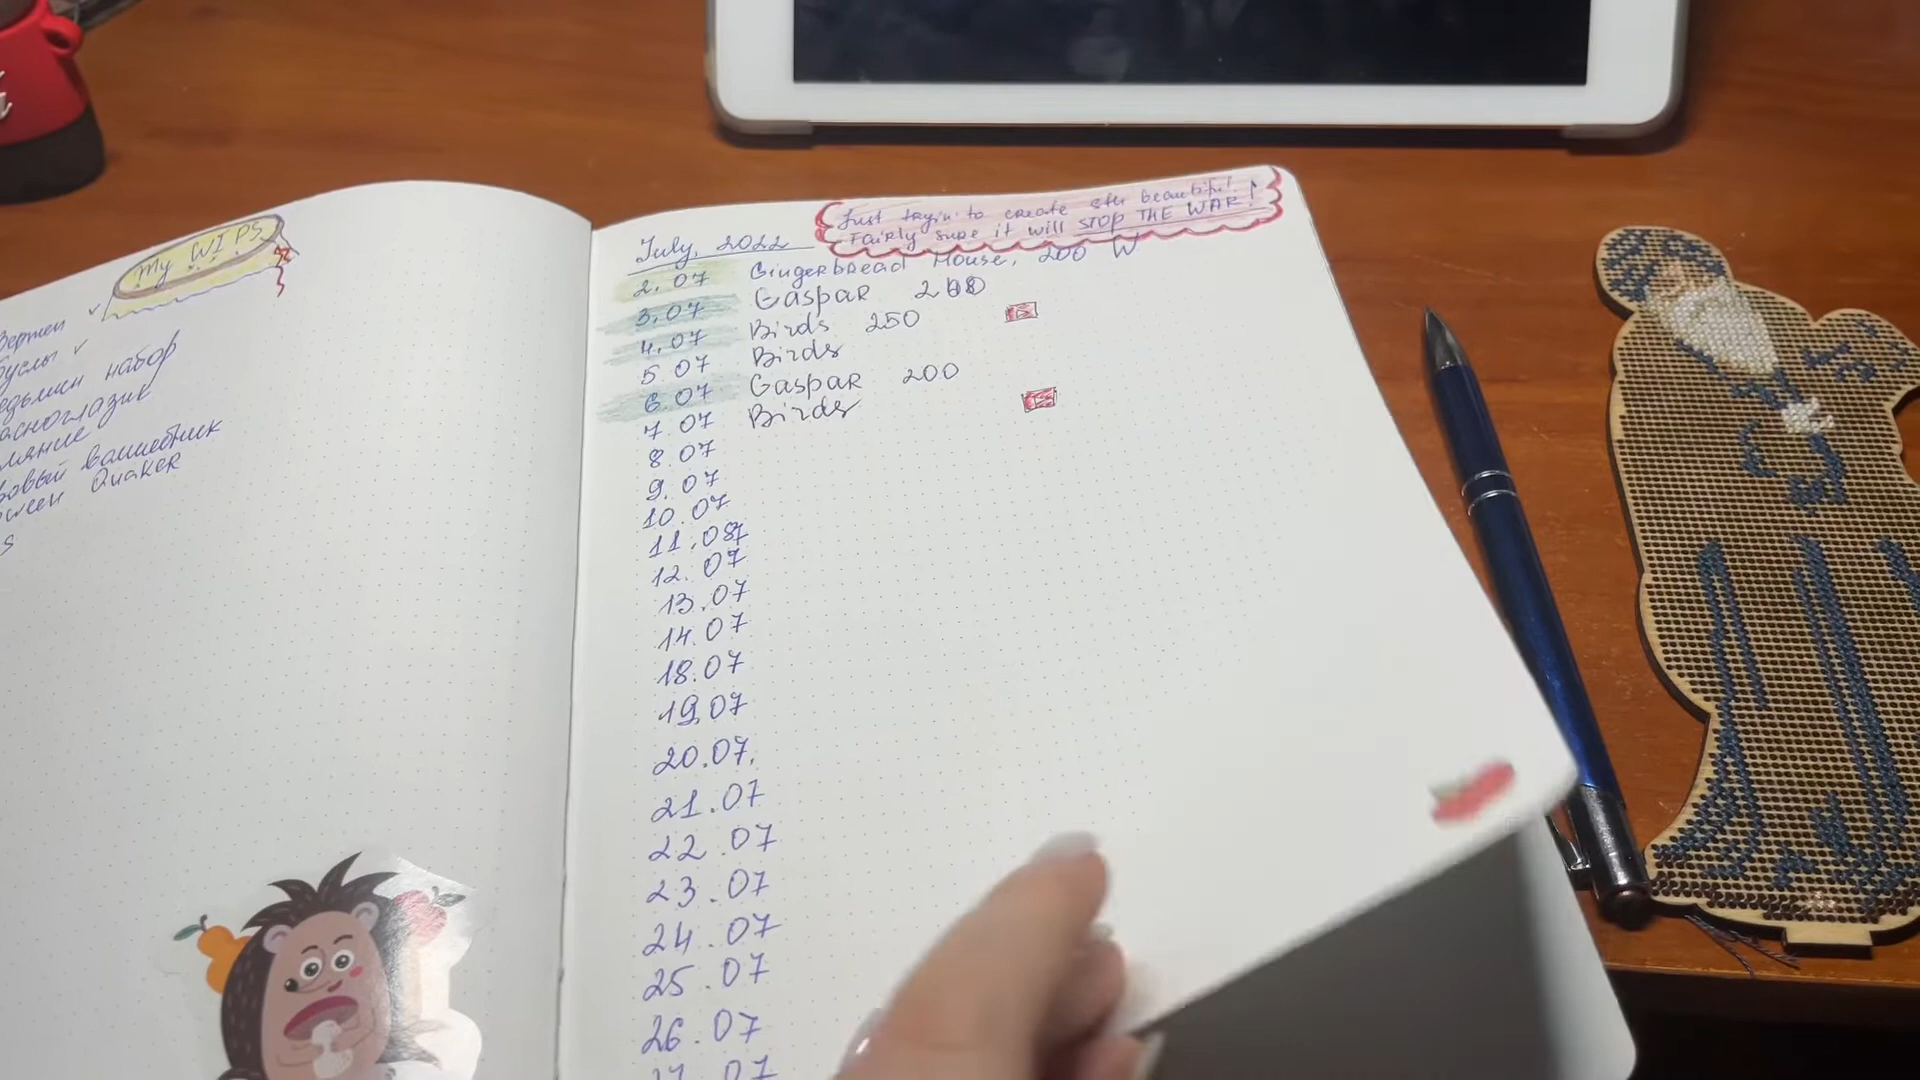 My WIPS
набор
Quaker
July, 2022
Just tryin' to create sth beautiful.
Fairly sure it will STOP THE WAR!
2.07 Gingerbread House, 200 W
3.07 Gaspar 200
4.07 Birds 250
5 07 Birds
6.07 Gaspar 200
7.07 Birds
8.07
9.07
10.07
11.07
12.07
13.07
14.07
18.07
19.07
20.07.
21.07
22.07
23.07
24.07
25.07
26.07